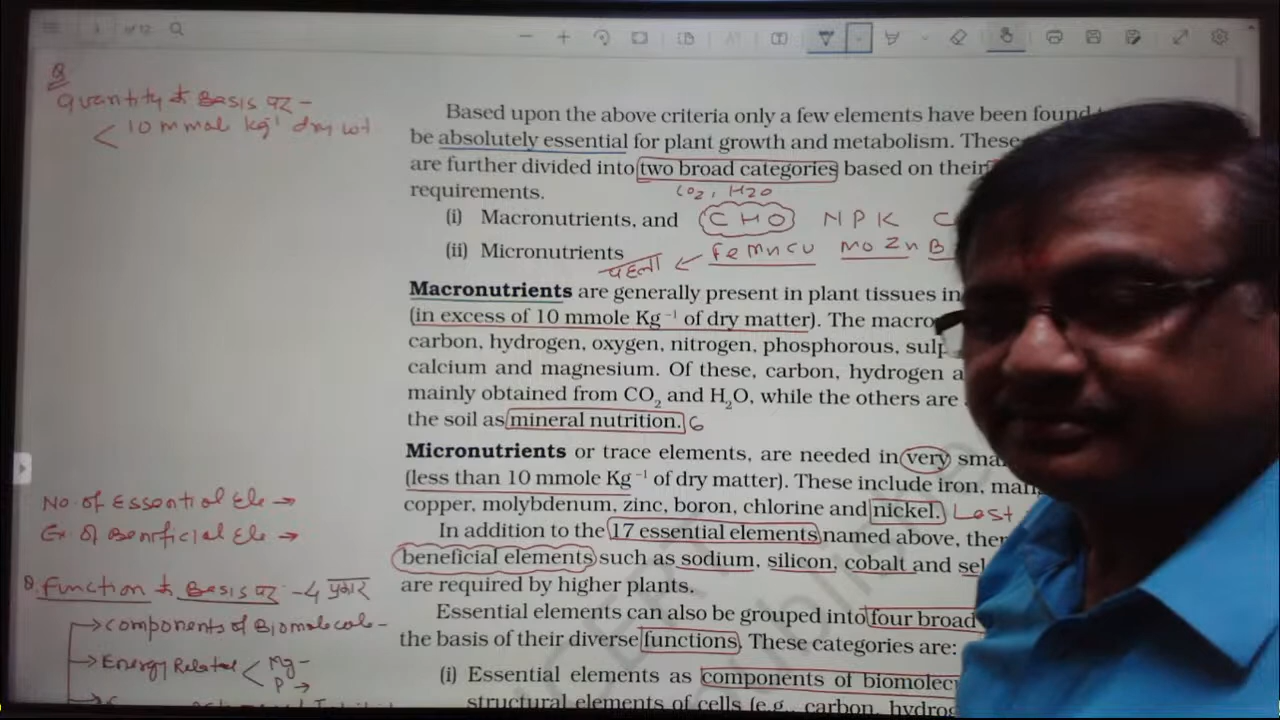 1 of 12
Q
Quantity के Basis पर -
< 10 m mol kg⁻¹ dry wt
Based upon the above criteria only a few elements have been found
be absolutely essential for plant growth and metabolism. These
are further divided into two broad categories based on their
requirements.
CO2, H2O
(i) Macronutrients, and CHO NPK C
(ii) Micronutrients
पहला ← Fe Mn Cu Mo Zn B
Macronutrients are generally present in plant tissues in
(in excess of 10 mmole Kg⁻¹ of dry matter). The macro
carbon, hydrogen, oxygen, nitrogen, phosphorous, sulp
calcium and magnesium. Of these, carbon, hydrogen a
mainly obtained from CO₂ and H₂O, while the others are
the soil as mineral nutrition. 6
Micronutrients or trace elements, are needed in very sma
(less than 10 mmole Kg⁻¹ of dry matter). These include iron, man
copper, molybdenum, zinc, boron, chlorine and nickel. Last
In addition to the 17 essential elements named above, ther
beneficial elements such as sodium, silicon, cobalt and sel
are required by higher plants.
Essential elements can also be grouped into four broad
the basis of their diverse functions. These categories are:
(i) Essential elements as components of biomolec
structural elements of cells (e.g., carbon, hydrog
No. of Essential Ele →
Ex. of Beneficial Ele →
Q. Function के Basis पर - 4 प्रकार
→ Components of Biomolecule -
→ Energy Related < Mg -
P →